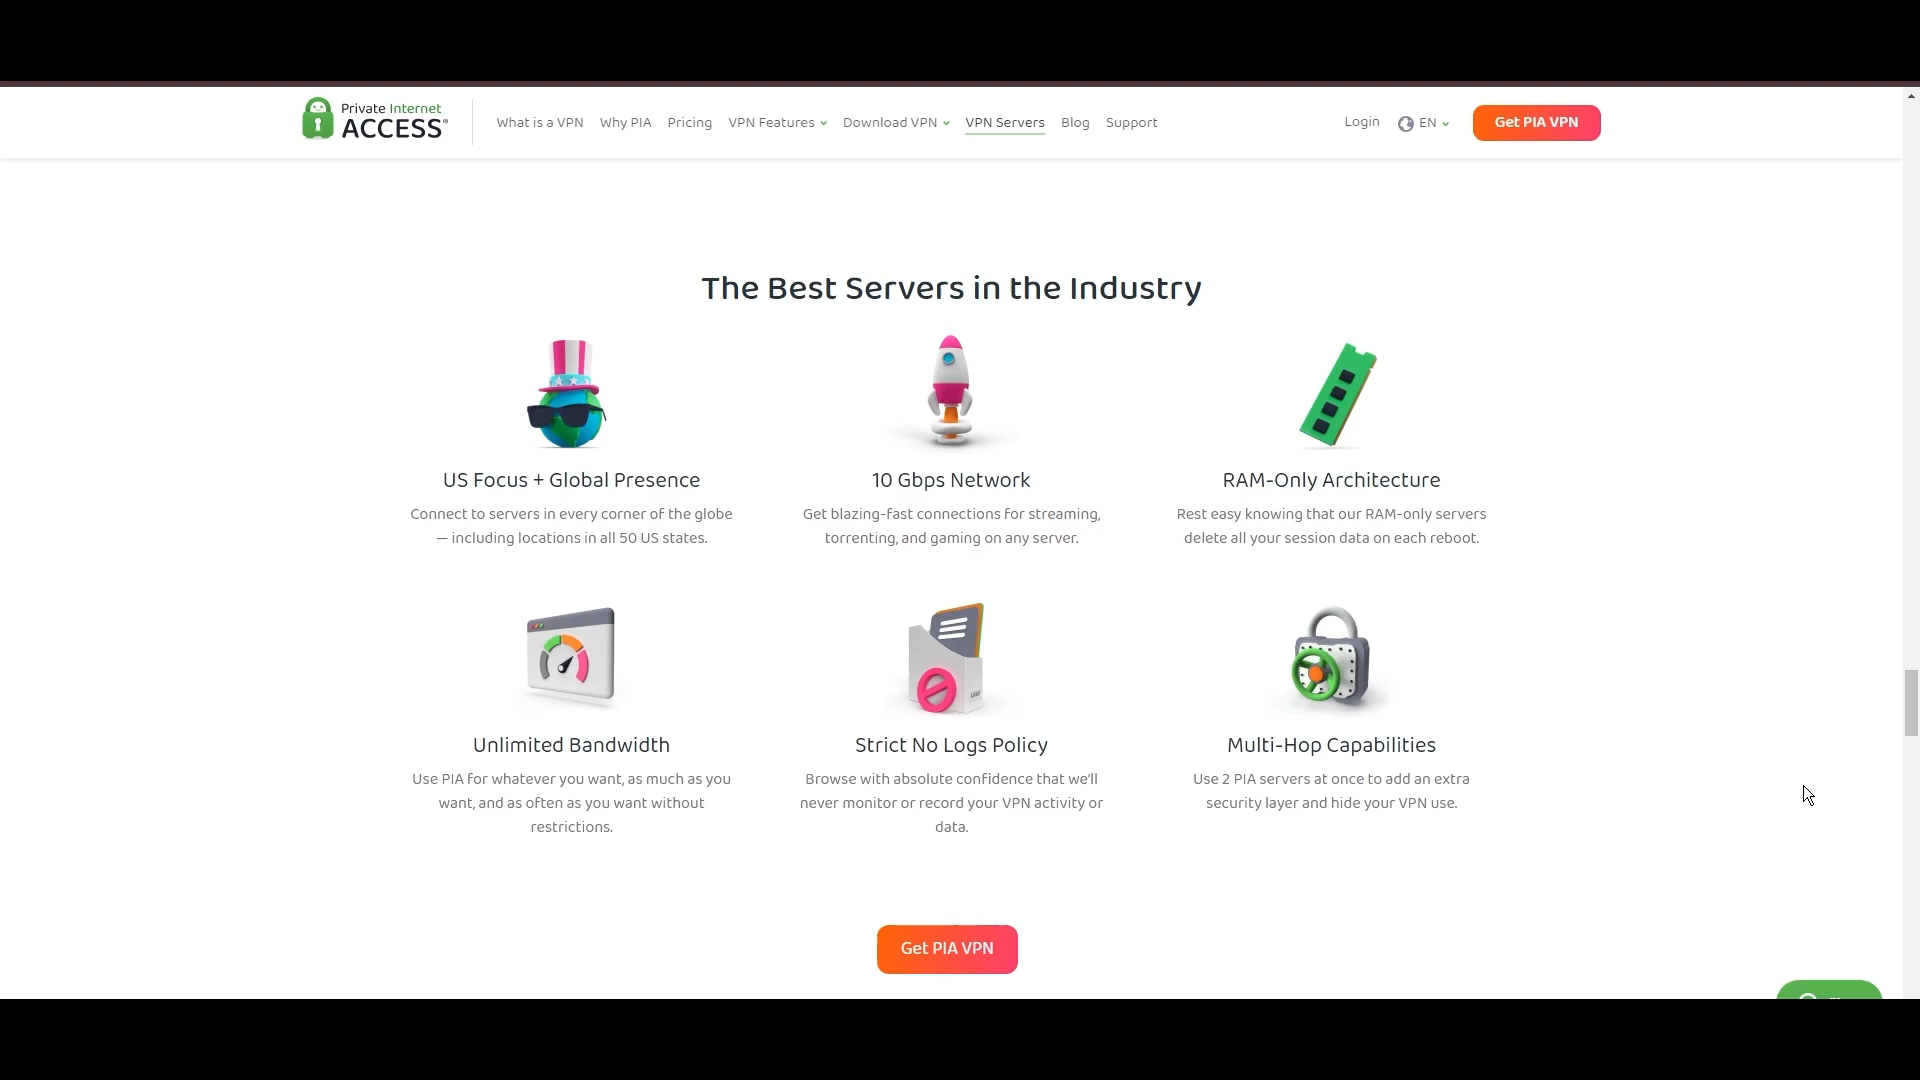 Private Internet
ACCESS®
What is a VPN
Why PIA
Pricing
VPN Features
Download VPN
VPN Servers
Blog
Support
Login
EN
Get PIA VPN
The Best Servers in the Industry
US Focus + Global Presence
Connect to servers in every corner of the globe
— including locations in all 50 US states.
10 Gbps Network
Get blazing-fast connections for streaming,
torrenting, and gaming on any server.
RAM-Only Architecture
Rest easy knowing that our RAM-only servers
delete all your session data on each reboot.
Unlimited Bandwidth
Use PIA for whatever you want, as much as you
want, and as often as you want without
restrictions.
Strict No Logs Policy
Browse with absolute confidence that we'll
never monitor or record your VPN activity or
data.
Multi-Hop Capabilities
Use 2 PIA servers at once to add an extra
security layer and hide your VPN use.
Get PIA VPN